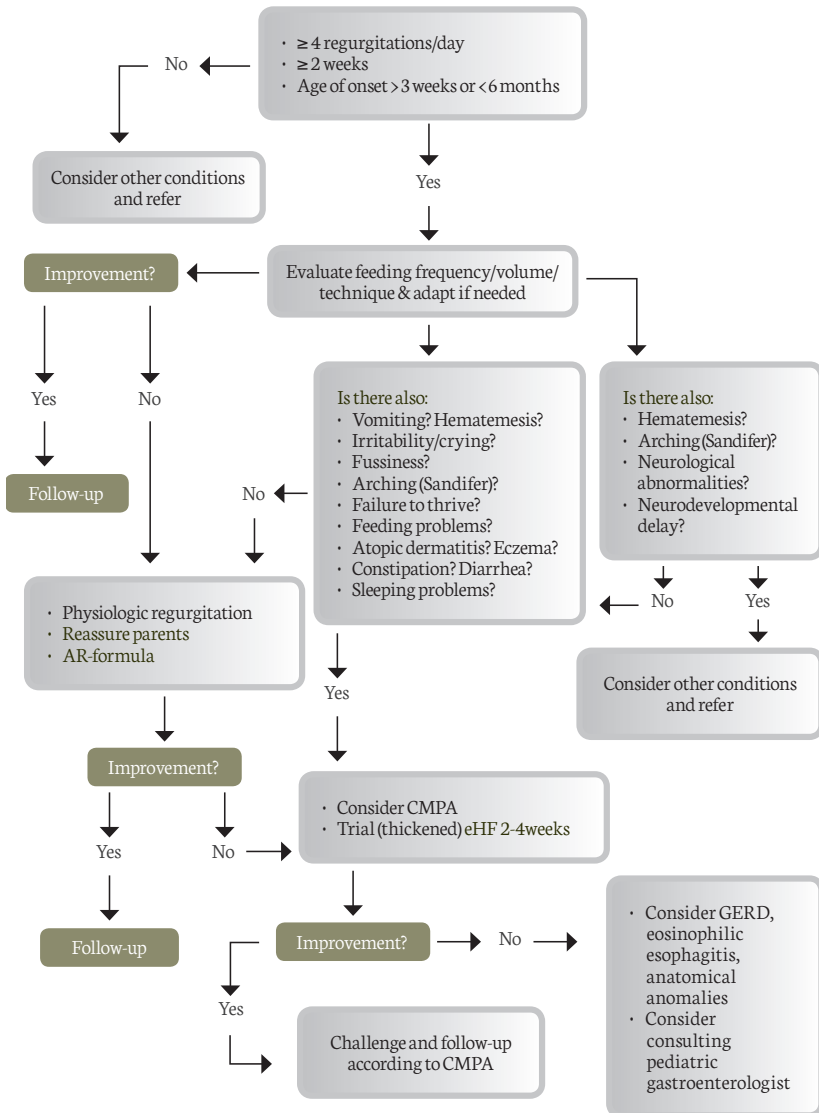 · ≥ 4 regurgitations/day
· ≥ 2 weeks
· Age of onset >3 weeks or <6 months
No
Yes
Consider other conditions
and refer
Improvement?
Evaluate feeding frequency/volume/
technique & adapt if needed
Yes
No
Follow-up
Is there also:
· Vomiting? Hematemesis?
· Irritability/crying?
· Fussiness?
· Arching (Sandifer)?
· Failure to thrive?
· Feeding problems?
· Atopic dermatitis? Eczema?
· Constipation? Diarrhea?
· Sleeping problems?
Is there also:
· Hematemesis?
· Arching (Sandifer)?
· Neurological
abnormalities?
· Neurodevelopmental
delay?
No
No
Yes
· Physiologic regurgitation
· Reassure parents
· AR-formula
Yes
Consider other conditions
and refer
Improvement?
Yes
No
· Consider CMPA
· Trial (thickened) eHF 2-4weeks
Follow-up
Improvement?
No
· Consider GERD,
eosinophilic
esophagitis,
anatomical
anomalies
· Consider
consulting
pediatric
gastroenterologist
Yes
Challenge and follow-up
according to CMPA